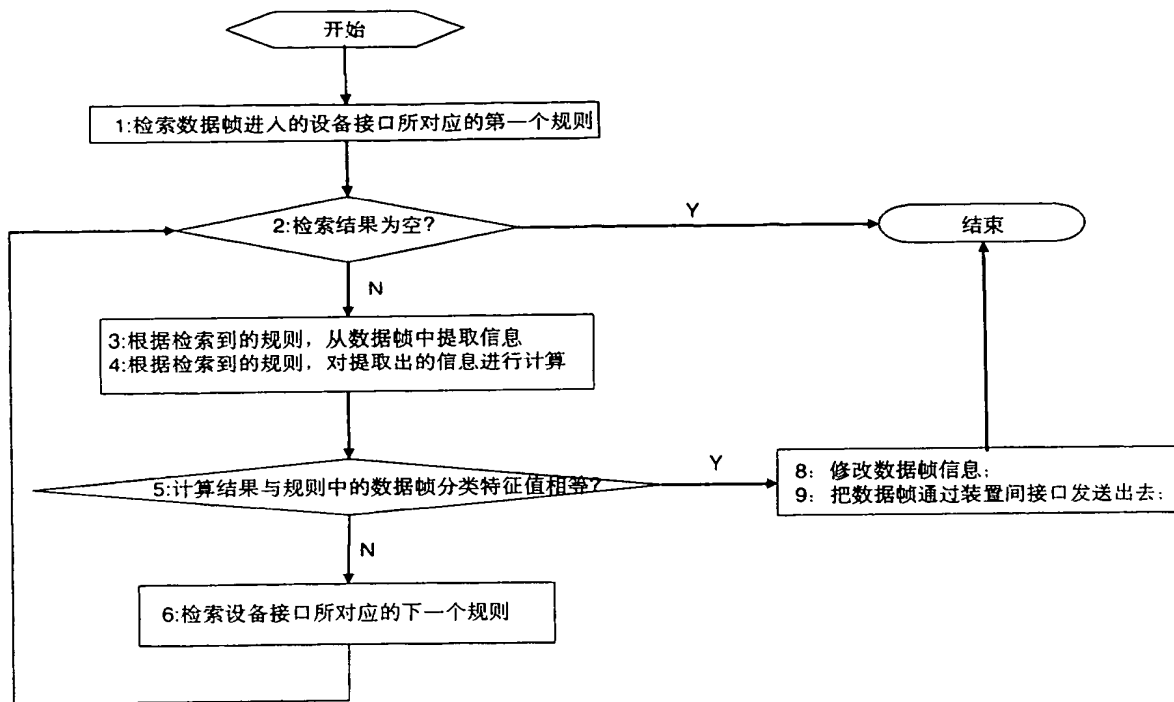 开始
1:检索数据帧进入的设备接口所对应的第一个规则
2:检索结果为空?
Y
结束
N
3:根据检索到的规则，从数据帧中提取信息
4:根据检索到的规则，对提取出的信息进行计算
5:计算结果与规则中的数据帧分类特征值相等?
Y
8：修改数据帧信息；
9：把数据帧通过装置间接口发送出去；
N
6:检索设备接口所对应的下一个规则